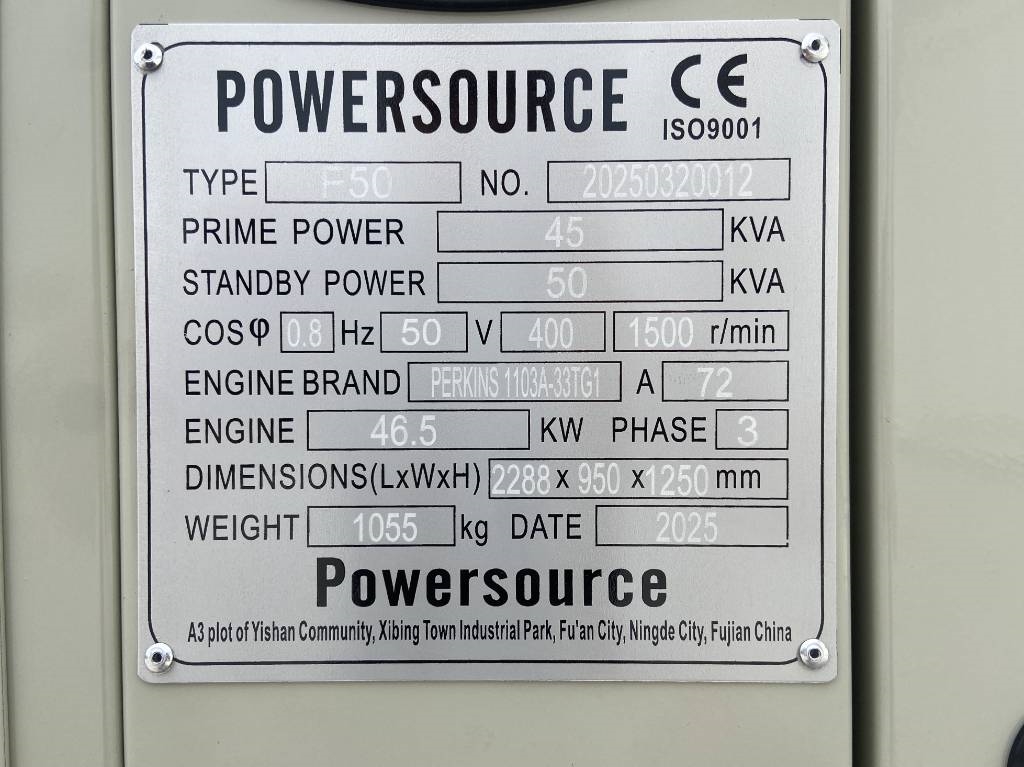 POWERSOURCE CE
ISO9001
TYPE F50 NO. 20250320012
PRIME POWER 45 KVA
STANDBY POWER 50 KVA
COSφ 0.8 Hz 50 V 400 1500 r/min
ENGINE BRAND PERKINS 1103A-33TG1 A 72
ENGINE 46.5 KW PHASE 3
DIMENSIONS(LxWxH) 2288 x 950 x 1250 mm
WEIGHT 1055 kg DATE 2025
Powersource
A3 plot of Yishan Community, Xibing Town Industrial Park, Fu'an City, Ningde City, Fujian China